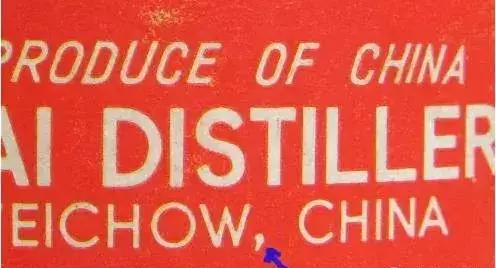 PRODUCE OF CHINA
AI DISTILLER
EICHOW, CHINA